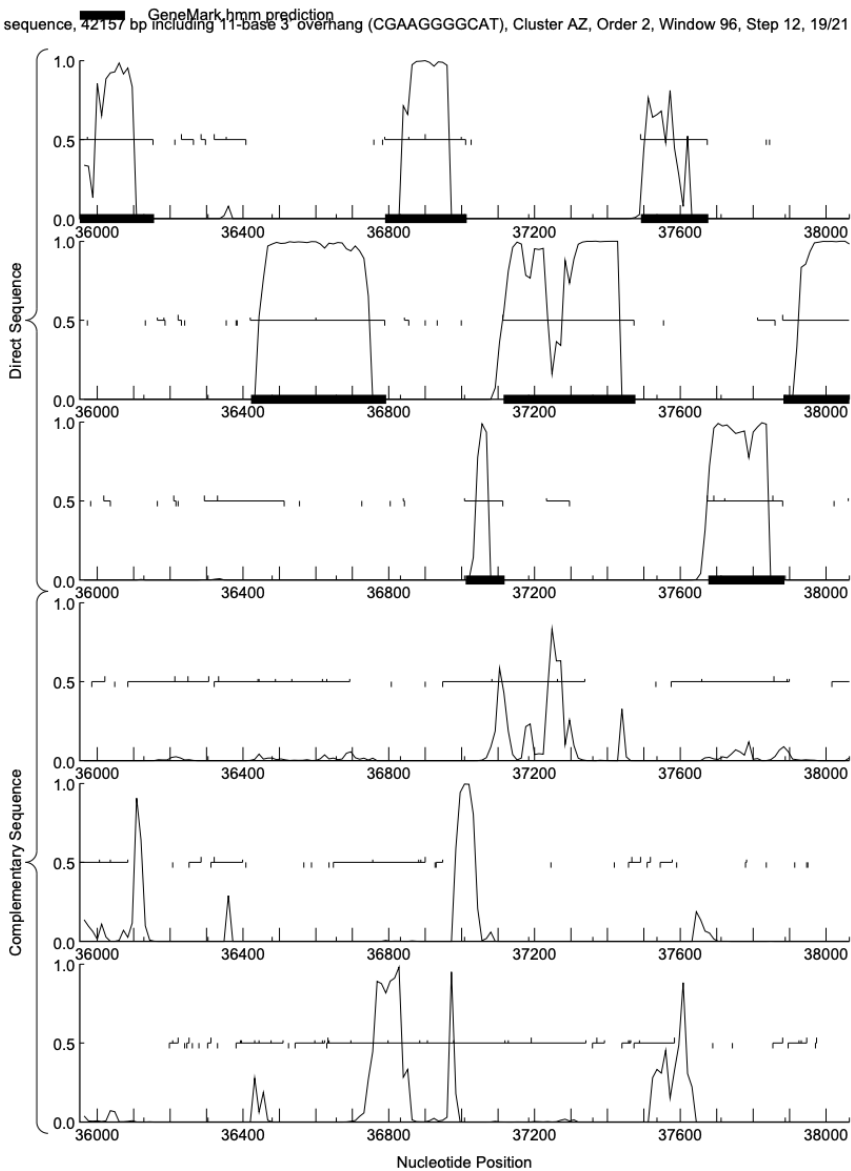 GeneMark.hmm prediction
sequence, 42157 bp including 11-base 3' overhang (CGAAGGGGCAT), Cluster AZ, Order 2, Window 96, Step 12, 19/21
1.0
0.5
0.0
36000 36400 36800 37200 37600 38000
1.0
0.5
0.0
36000 36400 36800 37200 37600 38000
1.0
0.5
0.0
36000 36400 36800 37200 37600 38000
Direct Sequence
1.0
0.5
0.0
36000 36400 36800 37200 37600 38000
1.0
0.5
0.0
36000 36400 36800 37200 37600 38000
1.0
0.5
0.0
36000 36400 36800 37200 37600 38000
Complementary Sequence
Nucleotide Position